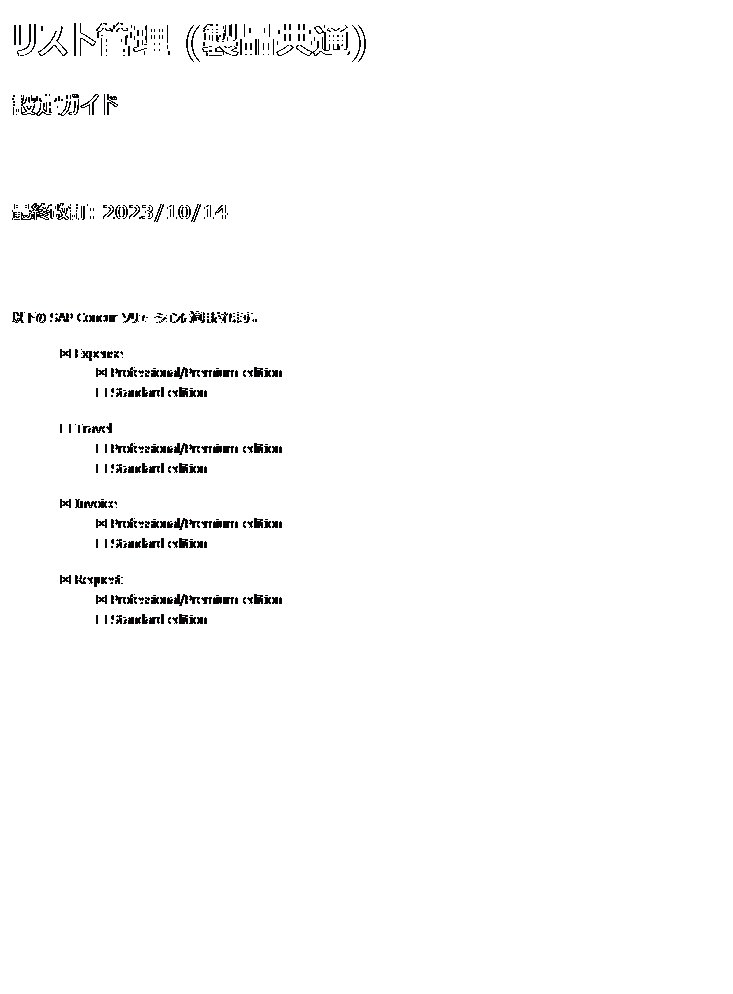 リスト管理 (製品共通)
設定ガイド
最終改訂: 2023/10/14
以下の SAP Concur ソリューションに適用されます。
☒ Expense
☒ Professional/Premium edition
☐ Standard edition
☐ Travel
☐ Professional/Premium edition
☐ Standard edition
☒ Invoice
☒ Professional/Premium edition
☐ Standard edition
☒ Request
☒ Professional/Premium edition
☐ Standard edition